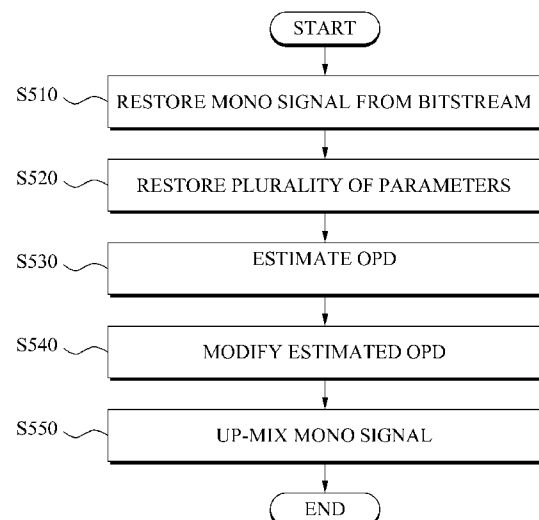 START
S510
RESTORE MONO SIGNAL FROM BITSTREAM
S520
RESTORE PLURALITY OF PARAMETERS
S530
ESTIMATE OPD
S540
MODIFY ESTIMATED OPD
S550
UP-MIX MONO SIGNAL
END